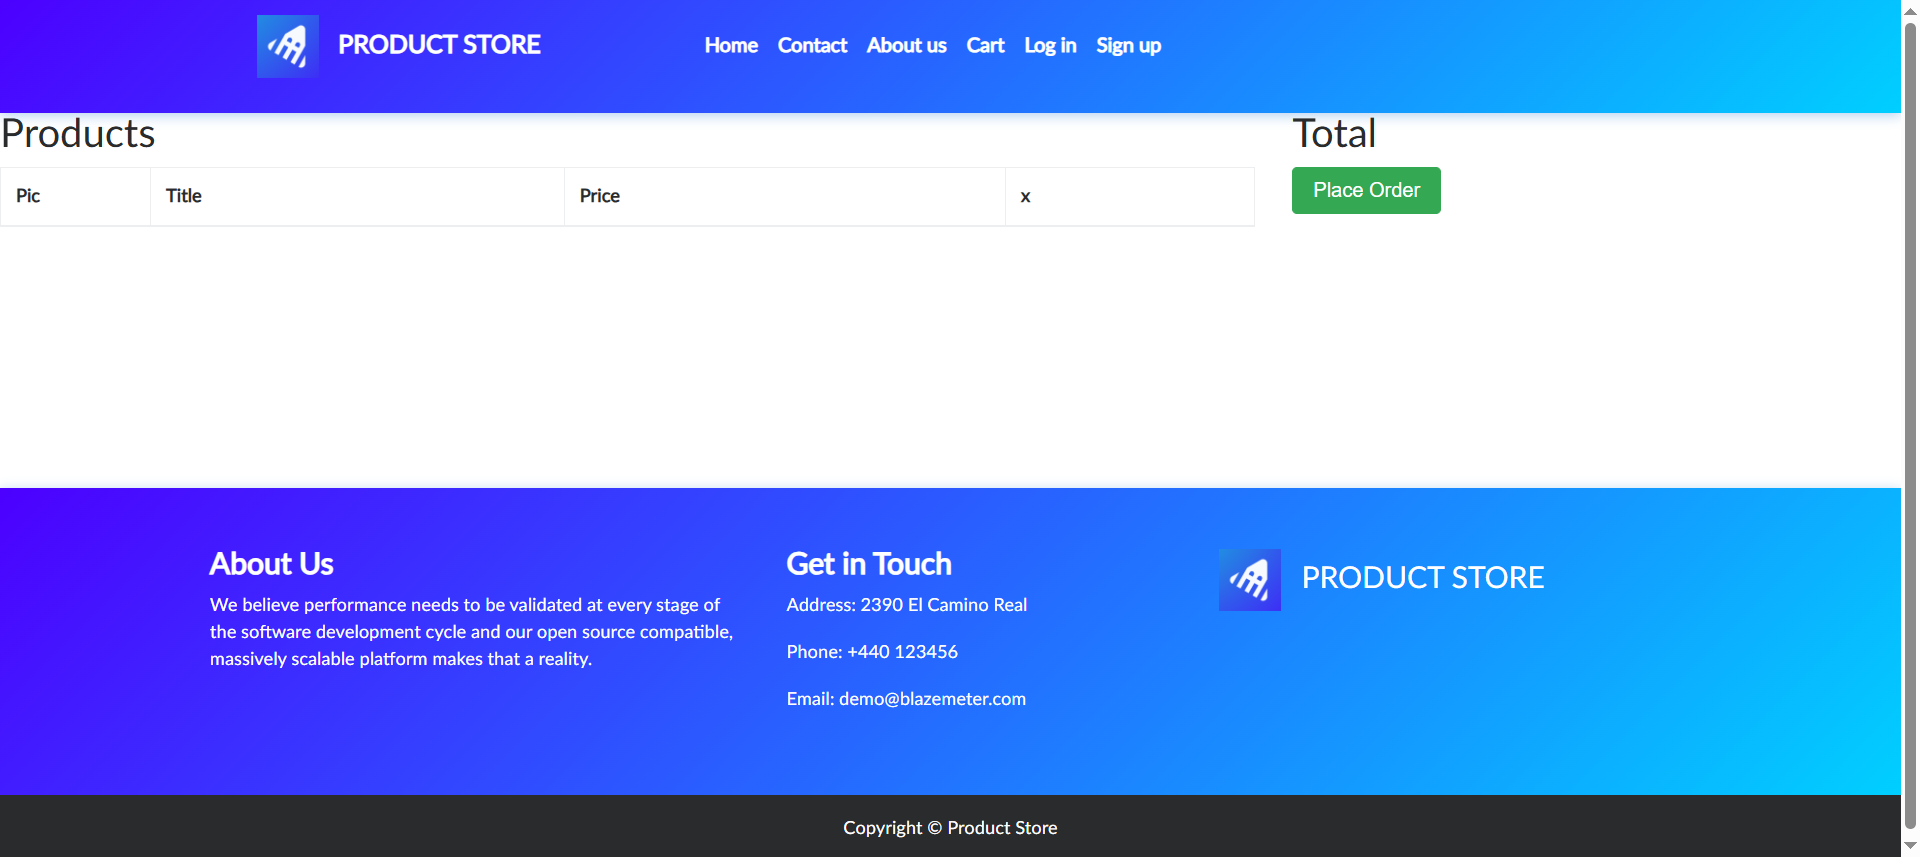 PRODUCT STORE
Home Contact About us Cart Log in Sign up
Products
Pic Title Price x
Total
Place Order
About Us
We believe performance needs to be validated at every stage of
the software development cycle and our open source compatible,
massively scalable platform makes that a reality.
Get in Touch
Address: 2390 El Camino Real
Phone: +440 123456
Email: demo@blazemeter.com
PRODUCT STORE
Copyright © Product Store